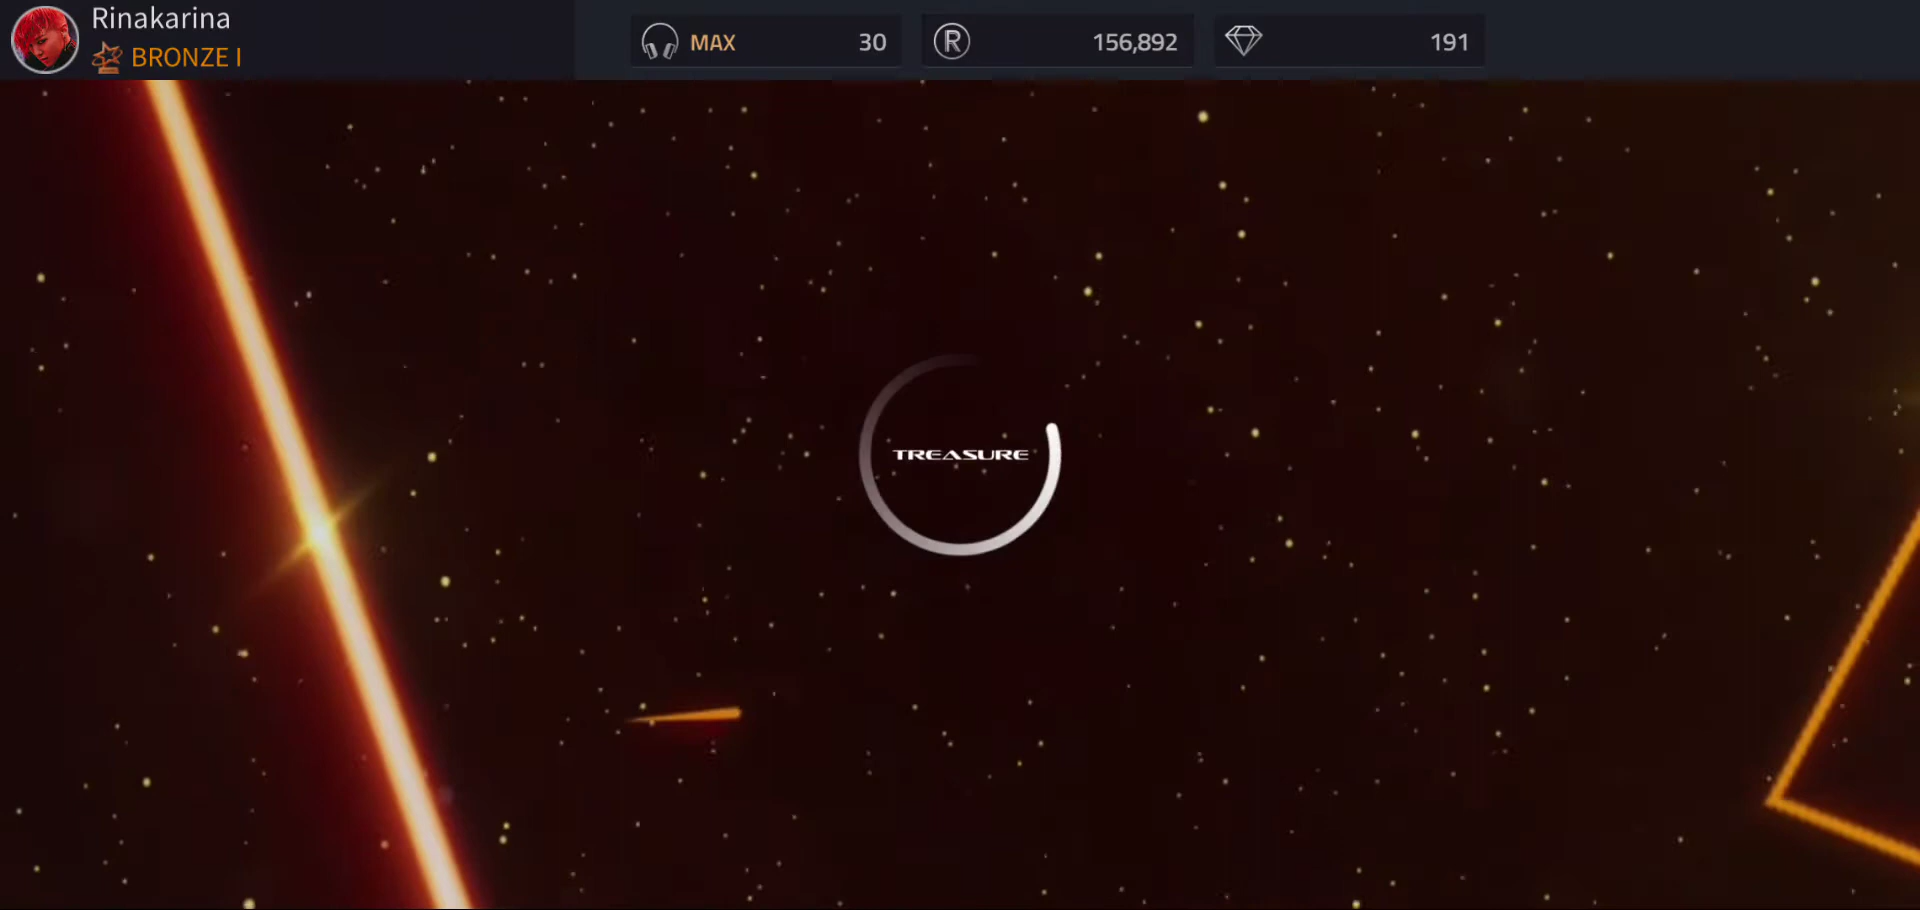 Rinakarina
BRONZE I
MAX 30
R 156,892
191
TREASURE